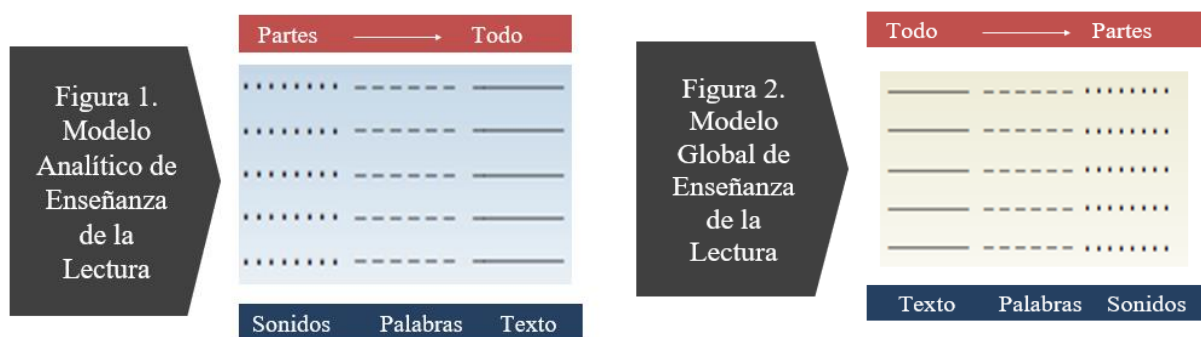 Figura 1.
Modelo
Analítico de
Enseñanza
de la
Lectura
Partes Todo
Sonidos Palabras Texto
Figura 2.
Modelo
Global de
Enseñanza
de la
Lectura
Todo Partes
Texto Palabras Sonidos